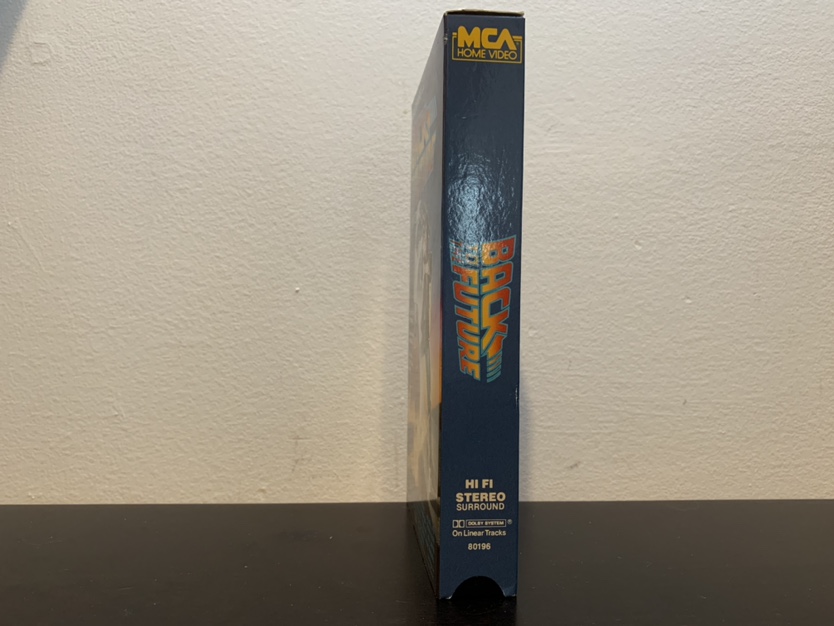 MCA
HOME VIDEO
BACK
TO THE
FUTURE
HI FI
STEREO
SURROUND
DOLBY SYSTEM ®
On Linear Tracks
80196